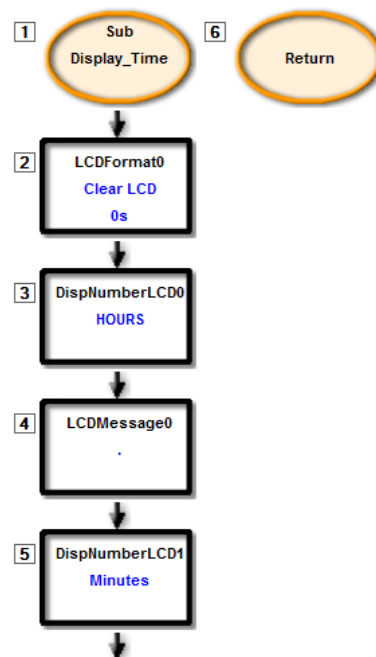 1
Sub
Display_Time
2
LCDFormat0
Clear LCD
0s
3
DispNumberLCD0
HOURS
4
LCDMessage0
.
5
DispNumberLCD1
Minutes
6
Return